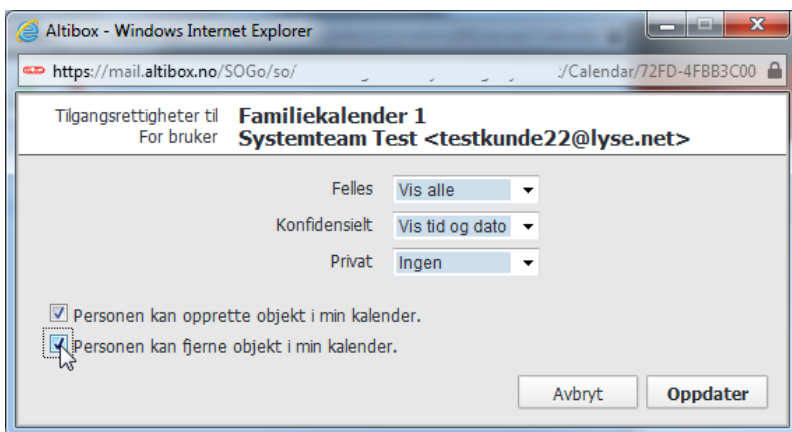 Altibox - Windows Internet Explorer
https://mail.altibox.no/SOGo/so/ :/Calendar/72FD-4FBB3C00
Tilgangsrettigheter til Familiekalender 1
For bruker Systemteam Test <testkunde22@lyse.net>
Felles Vis alle
Konfidensielt Vis tid og dato
Privat Ingen
Personen kan opprette objekt i min kalender.
Personen kan fjerne objekt i min kalender.
Avbryt Oppdater